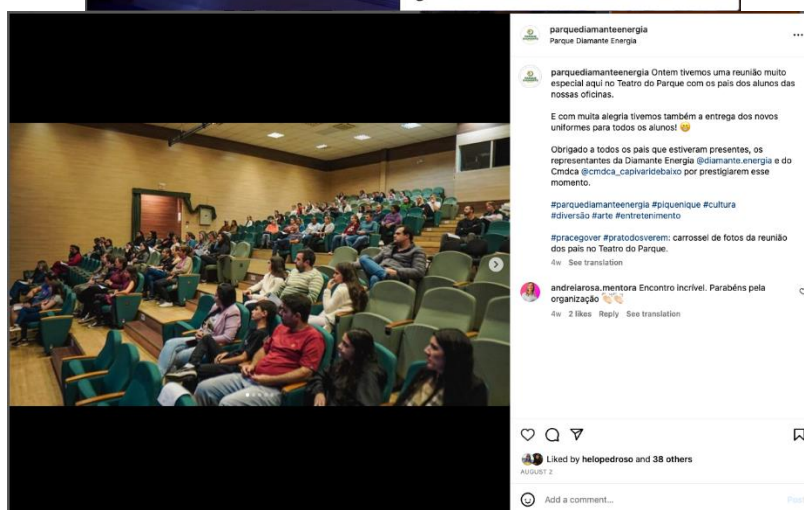 parquediamanteenergia
Parque Diamante Energia
parquediamanteenergia Ontem tivemos uma reunião muito
especial aqui no Teatro do Parque com os pais dos alunos das
nossas oficinas.
E com muita alegria tivemos também a entrega dos novos
uniformes para todos os alunos! 🤭
Obrigado a todos os pais que estiveram presentes, os
representantes da Diamante Energia @diamante.energia e do
Cmdca @cmdca_capivaridebaixo por prestigiarem esse
momento.
#parquediamanteenergia #piquenique #cultura
#diversão #arte #entretenimento
#pracegover #pratodosverem: carrossel de fotos da reunião
dos pais no Teatro do Parque.
4w See translation
andreiarosa.mentora Encontro incrível. Parabéns pela
organização 👏🏻👏🏻
4w 2 likes Reply See translation
Liked by helopedroso and 38 others
AUGUST 2
Add a comment...
Post